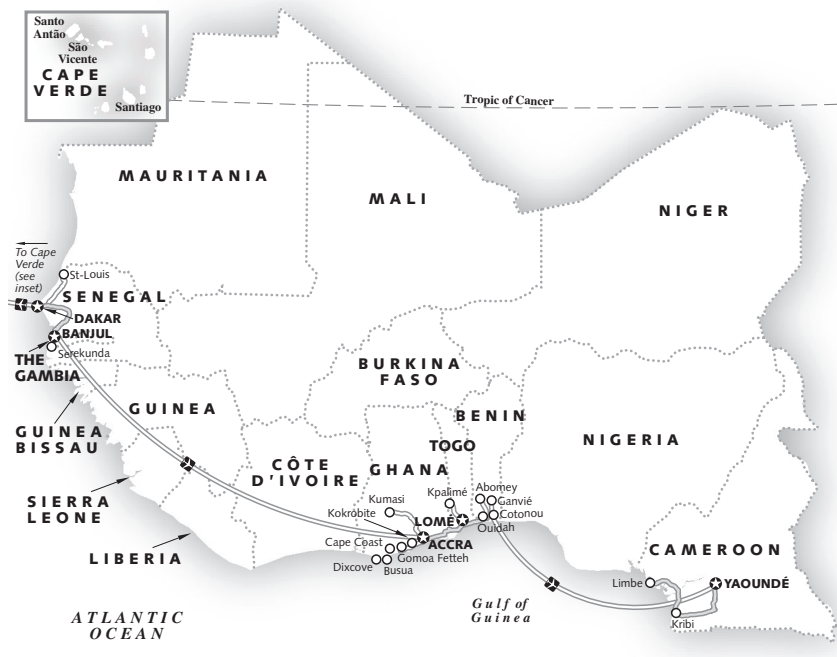 Santo
Antão
São
Vicente
CAPE
VERDE
Santiago
Tropic of Cancer
MAURITANIA
MALI
NIGER
To Cape
Verde
(see
inset)
St-Louis
SENEGAL
DAKAR
BANJUL
Serekunda
THE
GAMBIA
BURKINA
FASO
GUINEA
BENIN
GUINEA
BISSAU
TOGO
NIGERIA
CÔTE
D'IVOIRE
GHANA
SIERRA
LEONE
Kumasi
Kpalimé
Abomey
Ganvié
Kokrobite
LOMÉ
Cotonou
Ouidah
Cape Coast
ACCRA
LIBERIA
Gomoa Fetteh
Dixcove
Busua
CAMEROON
Limbe
YAOUNDÉ
Gulf of
Guinea
Kribi
ATLANTIC
OCEAN